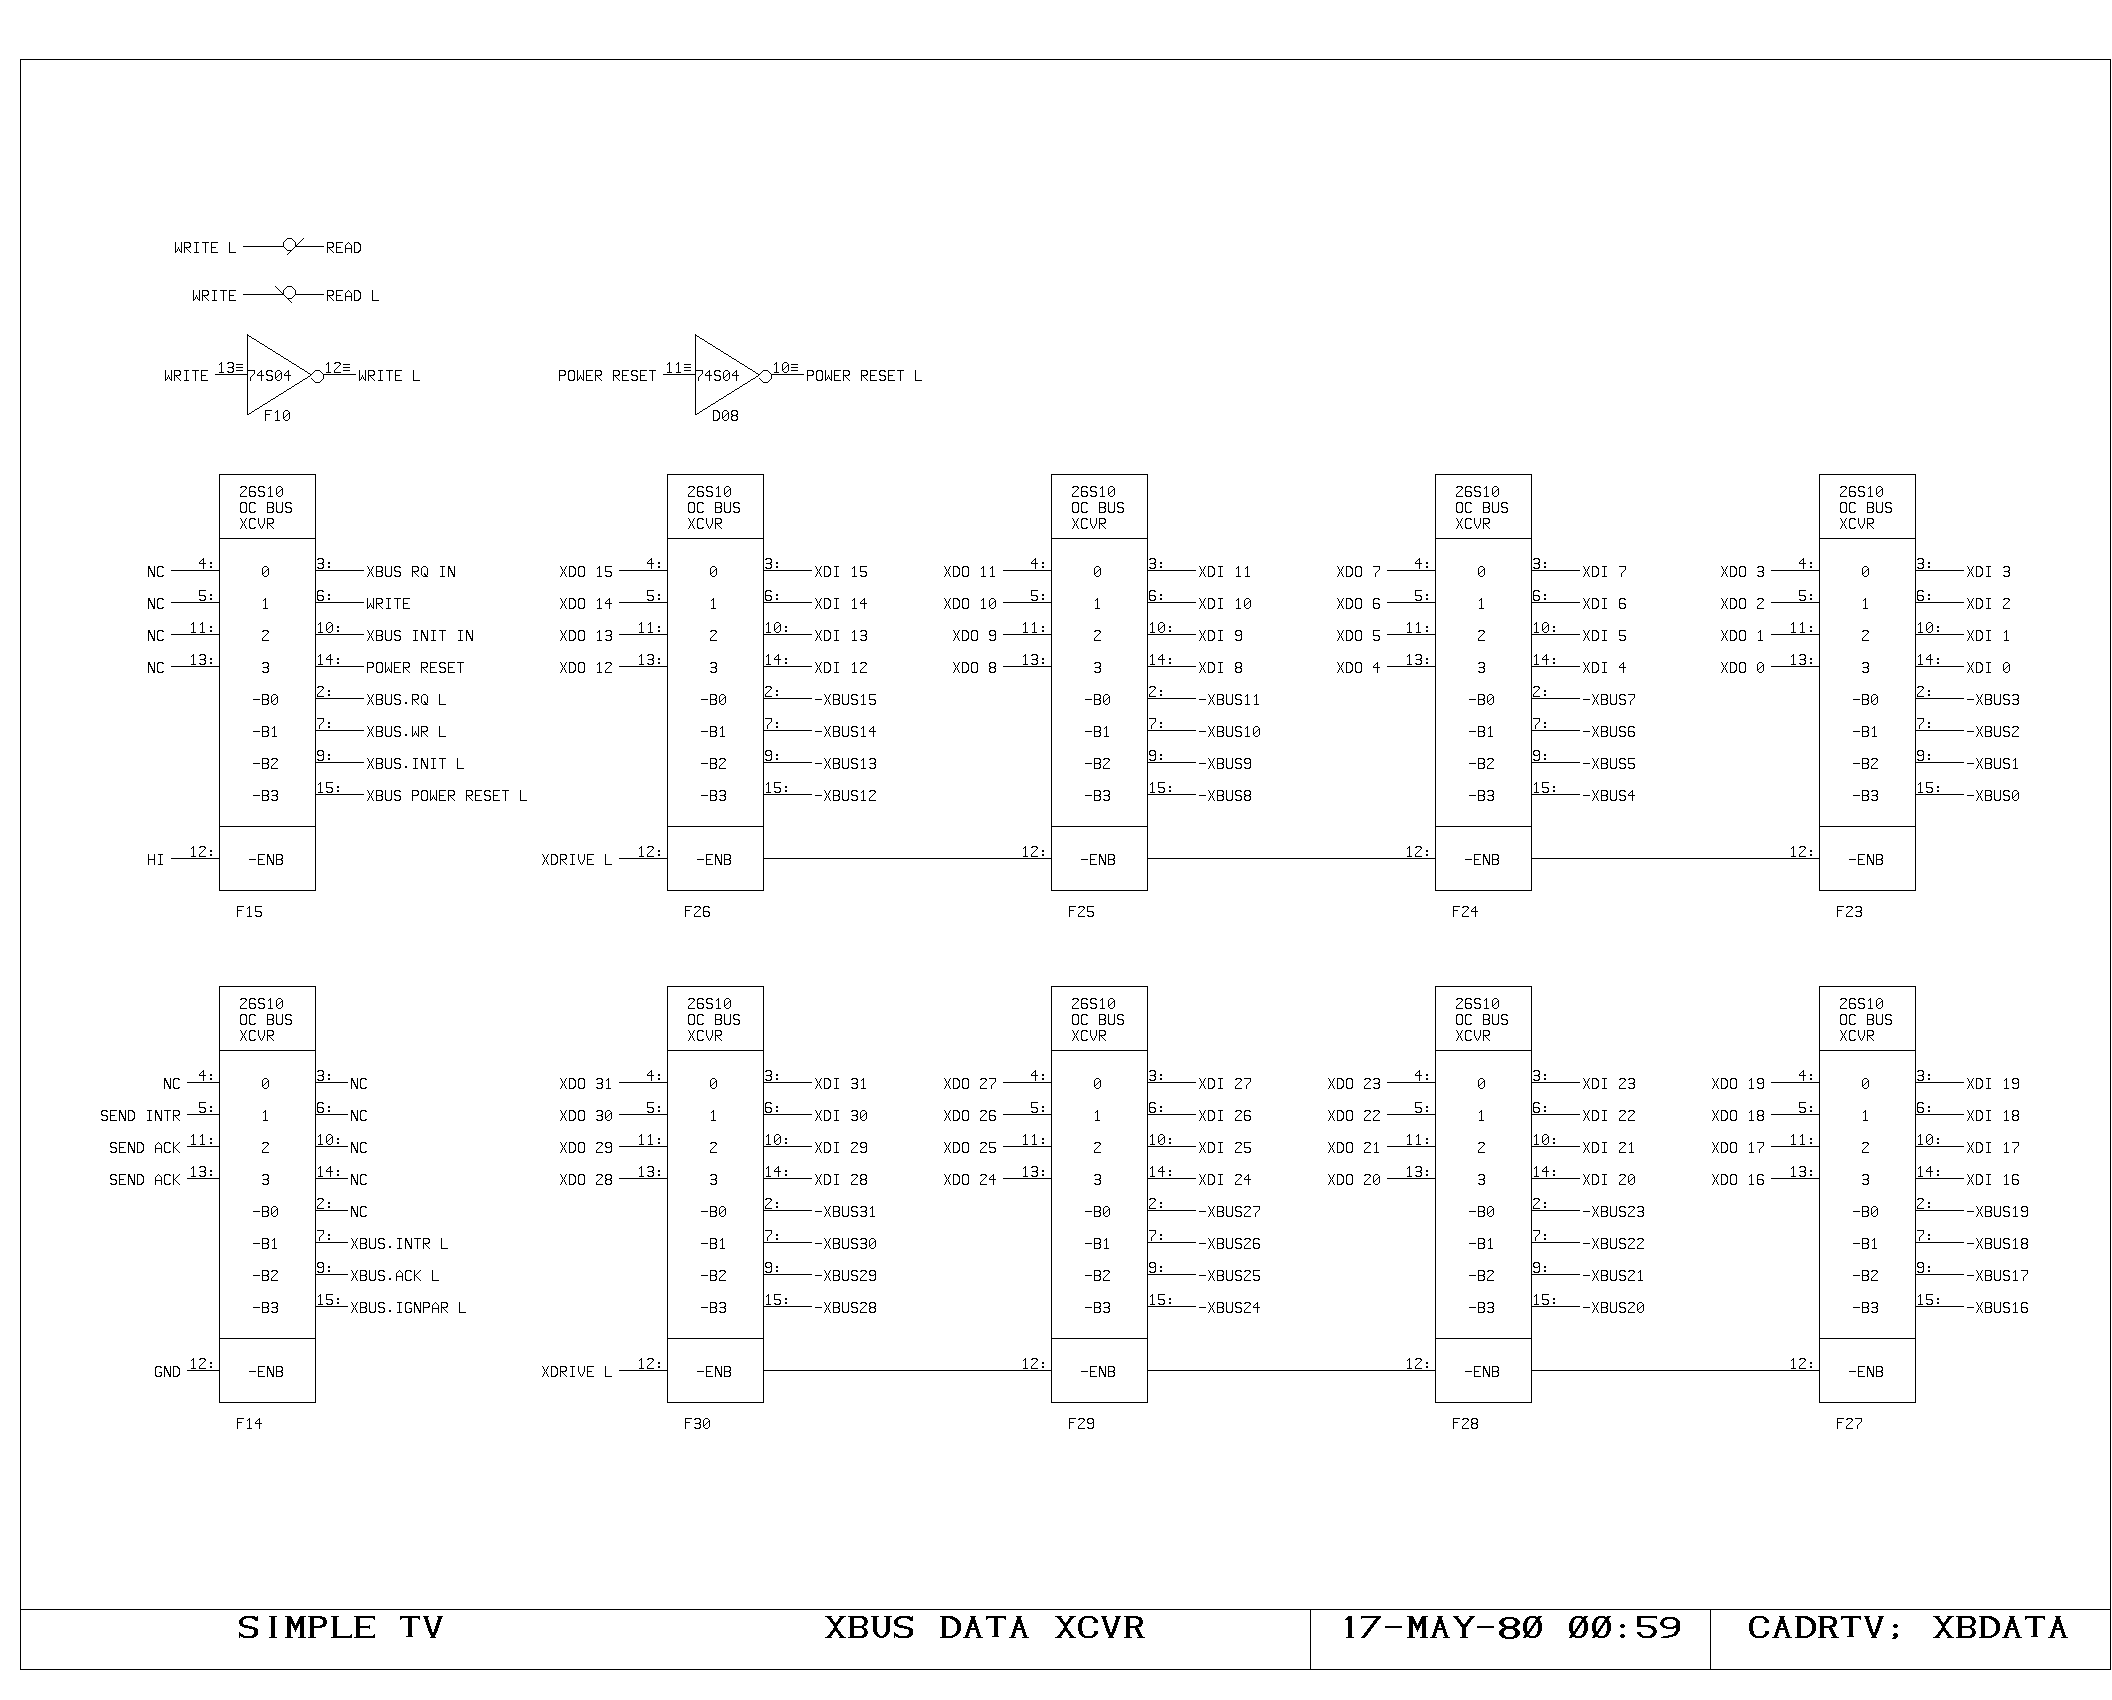 WRITE L READ
WRITE READ L
WRITE 13≡ 74S04 12≡ WRITE L POWER RESET 11≡ 74S04 10≡ POWER RESET L
F10 D08
26S10 26S10 26S10 26S10 26S10
OC BUS OC BUS OC BUS OC BUS OC BUS
XCVR XCVR XCVR XCVR XCVR
NC 4: 0 3: XBUS RQ IN XDO 15 4: 0 3: XDI 15 XDO 11 4: 0 3: XDI 11 XDO 7 4: 0 3: XDI 7 XDO 3 4: 0 3: XDI 3
NC 5: 1 6: WRITE XDO 14 5: 1 6: XDI 14 XDO 10 5: 1 6: XDI 10 XDO 6 5: 1 6: XDI 6 XDO 2 5: 1 6: XDI 2
NC 11: 2 10: XBUS INIT IN XDO 13 11: 2 10: XDI 13 XDO 9 11: 2 10: XDI 9 XDO 5 11: 2 10: XDI 5 XDO 1 11: 2 10: XDI 1
NC 13: 3 14: POWER RESET XDO 12 13: 3 14: XDI 12 XDO 8 13: 3 14: XDI 8 XDO 4 13: 3 14: XDI 4 XDO 0 13: 3 14: XDI 0
-B0 2: XBUS.RQ L -B0 2: -XBUS15 -B0 2: -XBUS11 -B0 2: -XBUS7 -B0 2: -XBUS3
-B1 7: XBUS.WR L -B1 7: -XBUS14 -B1 7: -XBUS10 -B1 7: -XBUS6 -B1 7: -XBUS2
-B2 9: XBUS.INIT L -B2 9: -XBUS13 -B2 9: -XBUS9 -B2 9: -XBUS5 -B2 9: -XBUS1
-B3 15: XBUS POWER RESET L -B3 15: -XBUS12 -B3 15: -XBUS8 -B3 15: -XBUS4 -B3 15: -XBUS0
HI 12: -ENB XDRIVE L 12: -ENB 12: -ENB 12: -ENB 12: -ENB
F15 F26 F25 F24 F23
26S10 26S10 26S10 26S10 26S10
OC BUS OC BUS OC BUS OC BUS OC BUS
XCVR XCVR XCVR XCVR XCVR
NC 4: 0 3: NC XDO 31 4: 0 3: XDI 31 XDO 27 4: 0 3: XDI 27 XDO 23 4: 0 3: XDI 23 XDO 19 4: 0 3: XDI 19
SEND INTR 5: 1 6: NC XDO 30 5: 1 6: XDI 30 XDO 26 5: 1 6: XDI 26 XDO 22 5: 1 6: XDI 22 XDO 18 5: 1 6: XDI 18
SEND ACK 11: 2 10: NC XDO 29 11: 2 10: XDI 29 XDO 25 11: 2 10: XDI 25 XDO 21 11: 2 10: XDI 21 XDO 17 11: 2 10: XDI 17
SEND ACK 13: 3 14: NC XDO 28 13: 3 14: XDI 28 XDO 24 13: 3 14: XDI 24 XDO 20 13: 3 14: XDI 20 XDO 16 13: 3 14: XDI 16
-B0 2: NC -B0 2: -XBUS31 -B0 2: -XBUS27 -B0 2: -XBUS23 -B0 2: -XBUS19
-B1 7: XBUS.INTR L -B1 7: -XBUS30 -B1 7: -XBUS26 -B1 7: -XBUS22 -B1 7: -XBUS18
-B2 9: XBUS.ACK L -B2 9: -XBUS29 -B2 9: -XBUS25 -B2 9: -XBUS21 -B2 9: -XBUS17
-B3 15: XBUS.IGNPAR L -B3 15: -XBUS28 -B3 15: -XBUS24 -B3 15: -XBUS20 -B3 15: -XBUS16
GND 12: -ENB XDRIVE L 12: -ENB 12: -ENB 12: -ENB 12: -ENB
F14 F30 F29 F28 F27
SIMPLE TV XBUS DATA XCVR 17-MAY-80 00:59 CADRTV; XBDATA